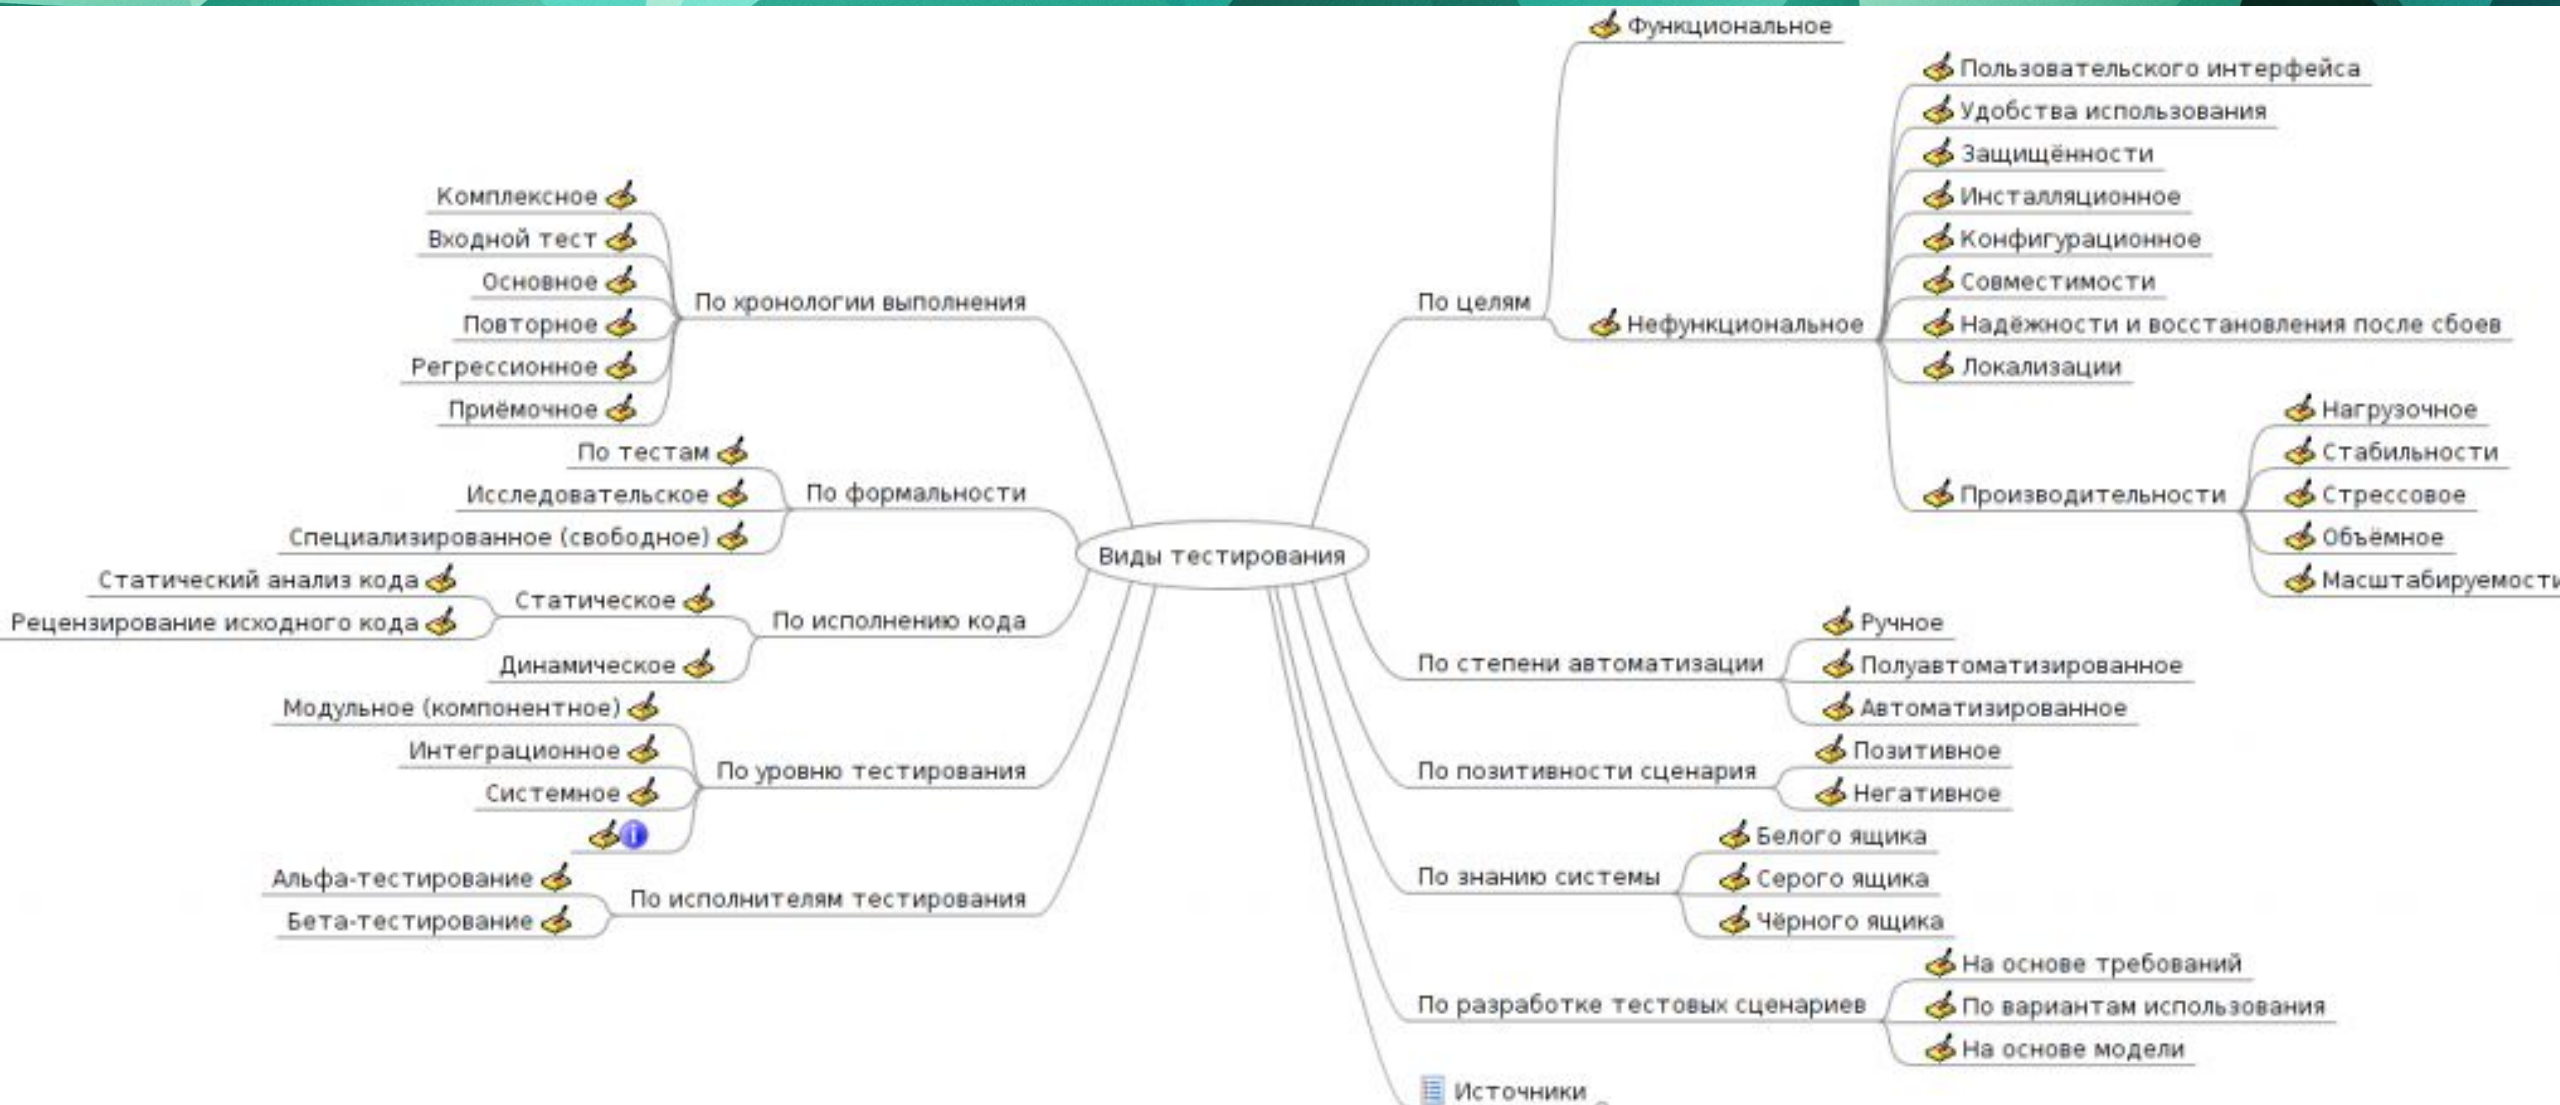 Виды тестирования
По хронологии выполнения
Комплексное
Входной тест
Основное
Повторное
Регрессионное
Приёмочное
По формальности
По тестам
Исследовательское
Специализированное (свободное)
По исполнению кода
Статическое
Статический анализ кода
Рецензирование исходного кода
Динамическое
По уровню тестирования
Модульное (компонентное)
Интеграционное
Системное
По исполнителям тестирования
Альфа-тестирование
Бета-тестирование
По целям
Функциональное
Нефункциональное
Пользовательского интерфейса
Удобства использования
Защищённости
Инсталляционное
Конфигурационное
Совместимости
Надёжности и восстановления после сбоев
Локализации
Производительности
Нагрузочное
Стабильности
Стрессовое
Объёмное
Масштабируемости
По степени автоматизации
Ручное
Полуавтоматизированное
Автоматизированное
По позитивности сценария
Позитивное
Негативное
По знанию системы
Белого ящика
Серого ящика
Чёрного ящика
По разработке тестовых сценариев
На основе требований
По вариантам использования
На основе модели
Источники